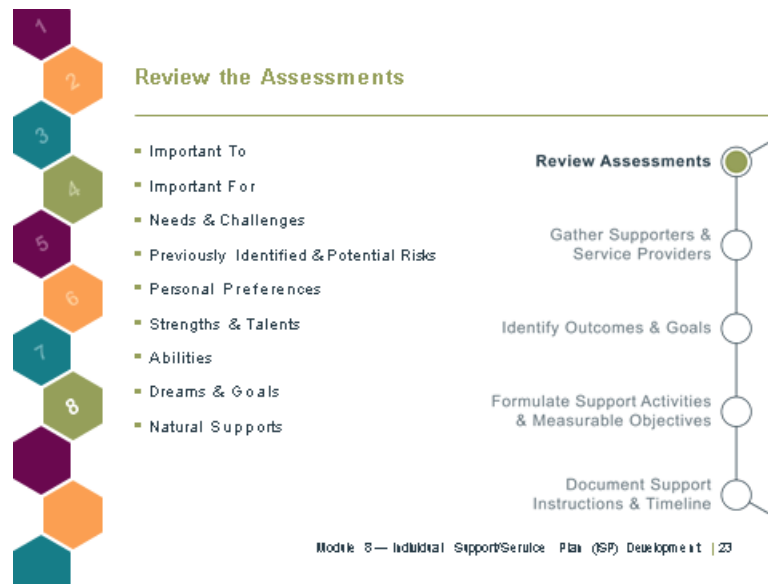 1
2
3
4
5
6
7
8
Review the Assessments
Important To
Important For
Needs & Challenges
Previously Identified & Potential Risks
Personal Preferences
Strengths & Talents
Abilities
Dreams & Goals
Natural Supports
Review Assessments
Gather Supporters &
Service Providers
Identify Outcomes & Goals
Formulate Support Activities
& Measurable Objectives
Document Support
Instructions & Timeline
Module 8— Individual Support/Service Plan (ISP) Development | 23